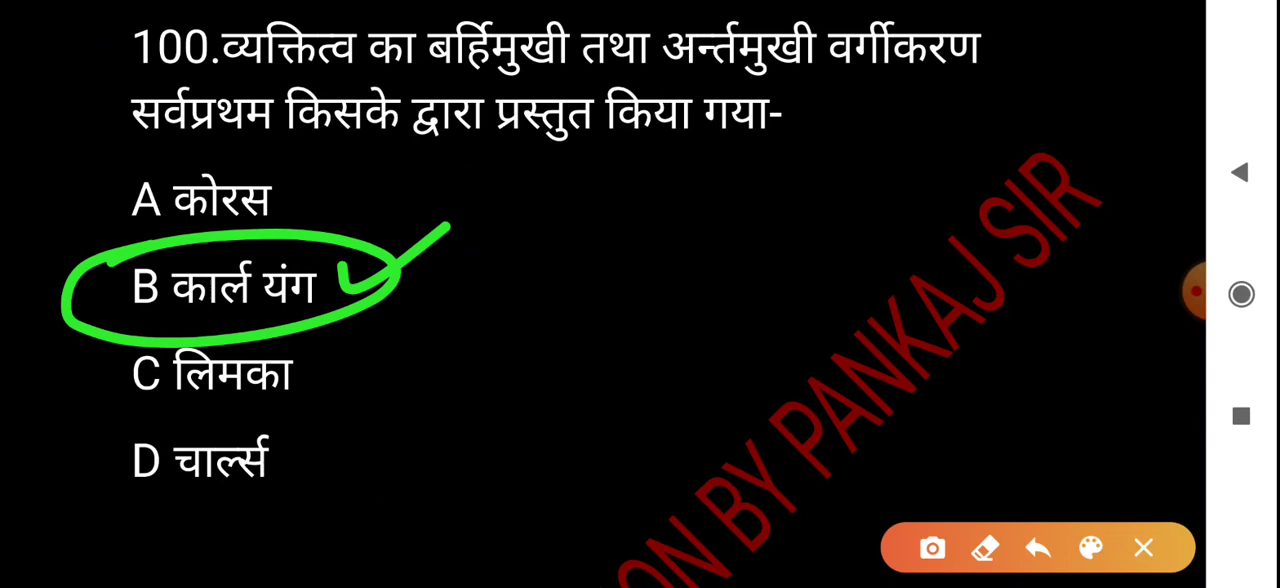 100.व्यक्तित्व का बर्हिमुखी तथा अर्न्तमुखी वर्गीकरण
सर्वप्रथम किसके द्वारा प्रस्तुत किया गया-
A कोरस
B कार्ल यंग
C लिमका
D चार्ल्स
ON BY PANKAJ SIR